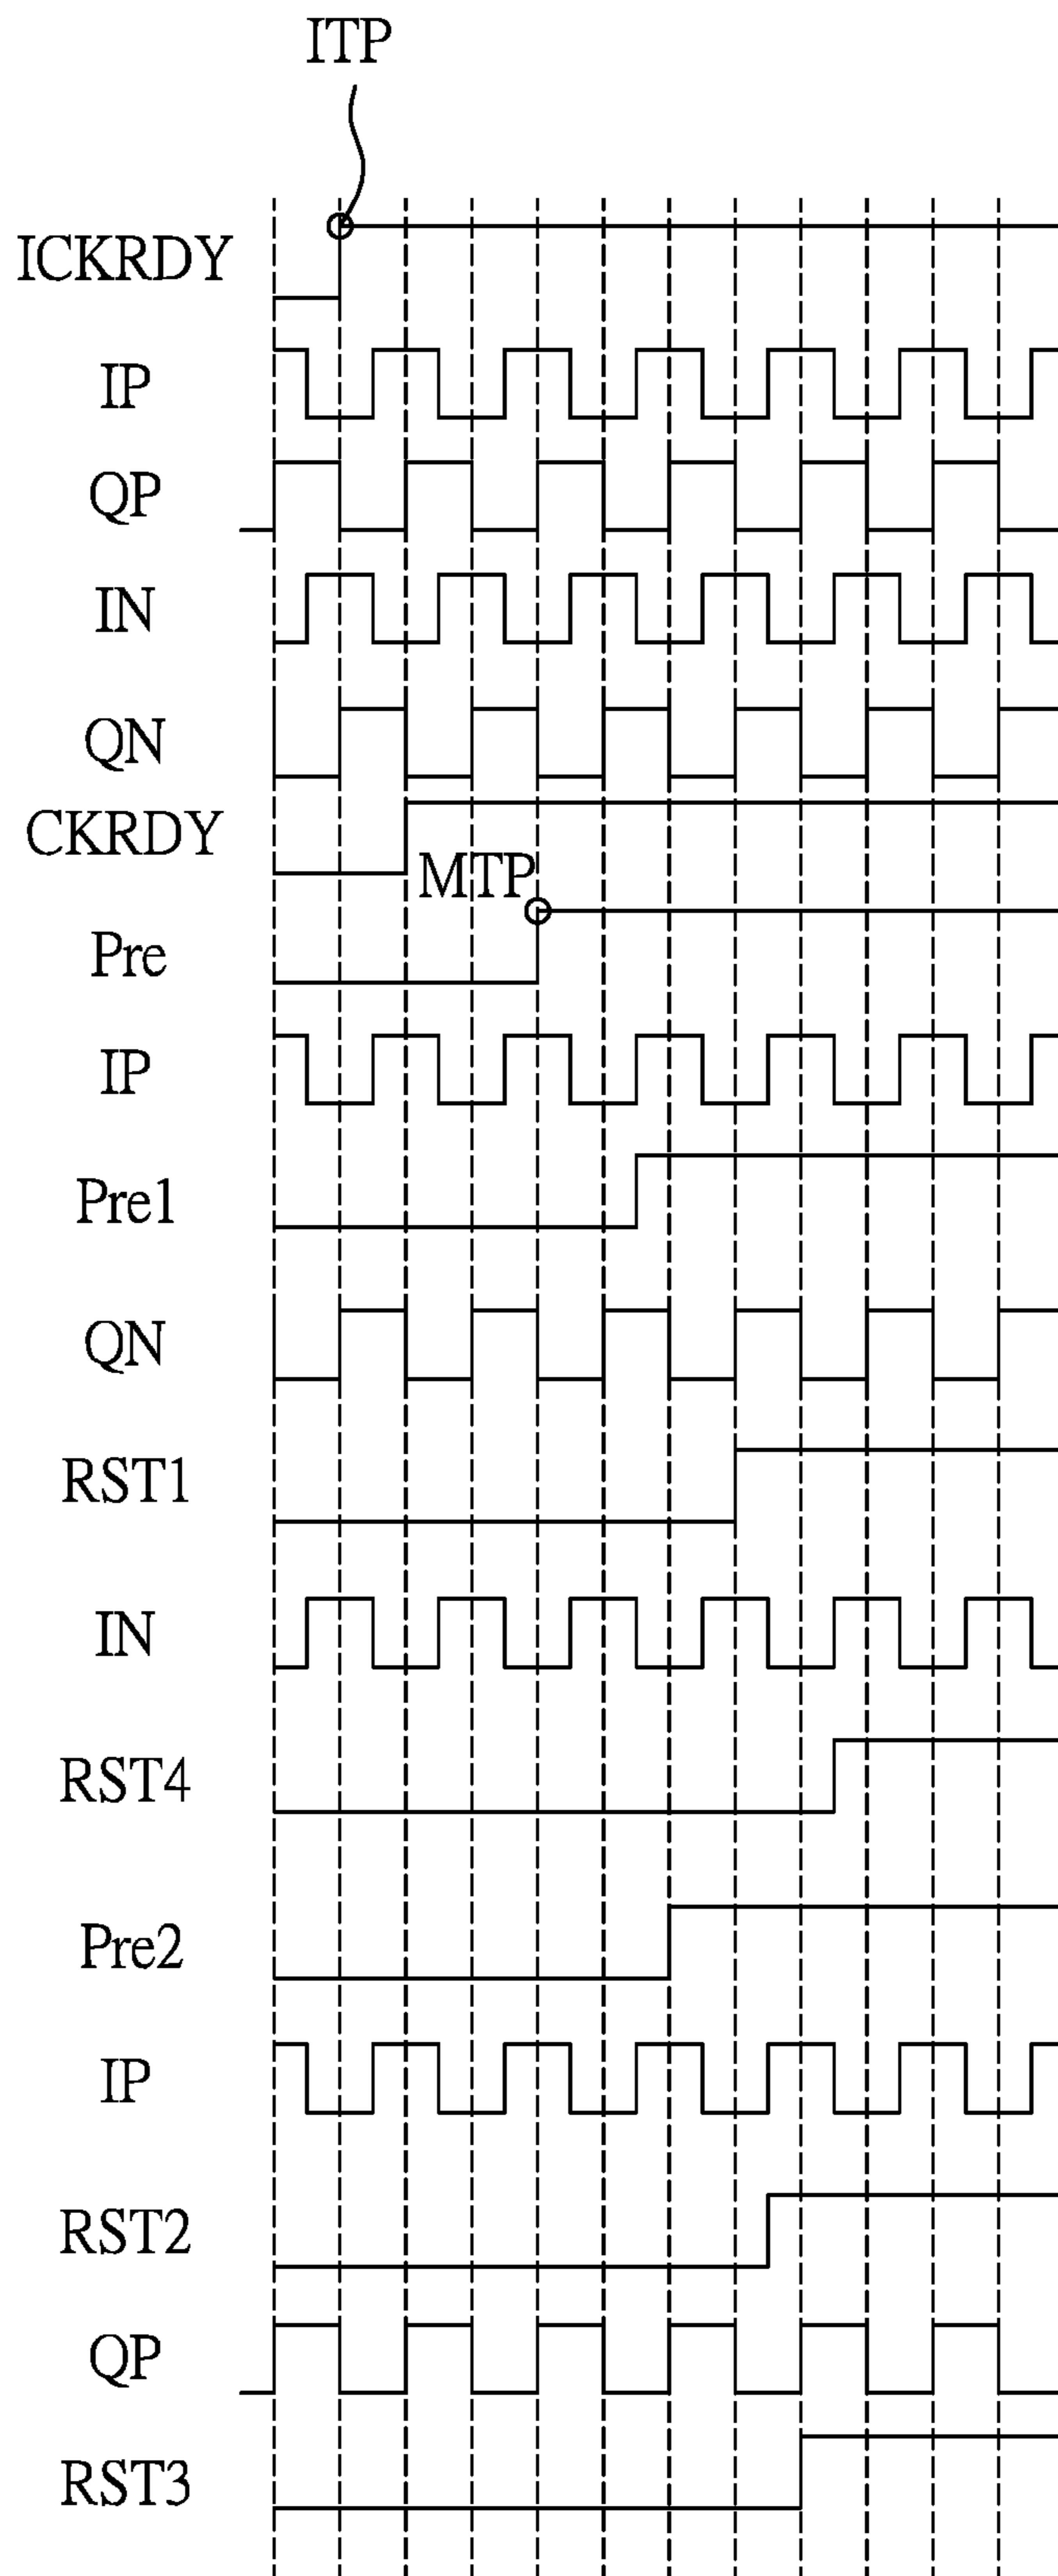 ITP
ICKRDY
IP
QP
IN
QN
CKRDY
MTP
Pre
IP
Pre1
QN
RST1
IN
RST4
Pre2
IP
RST2
QP
RST3